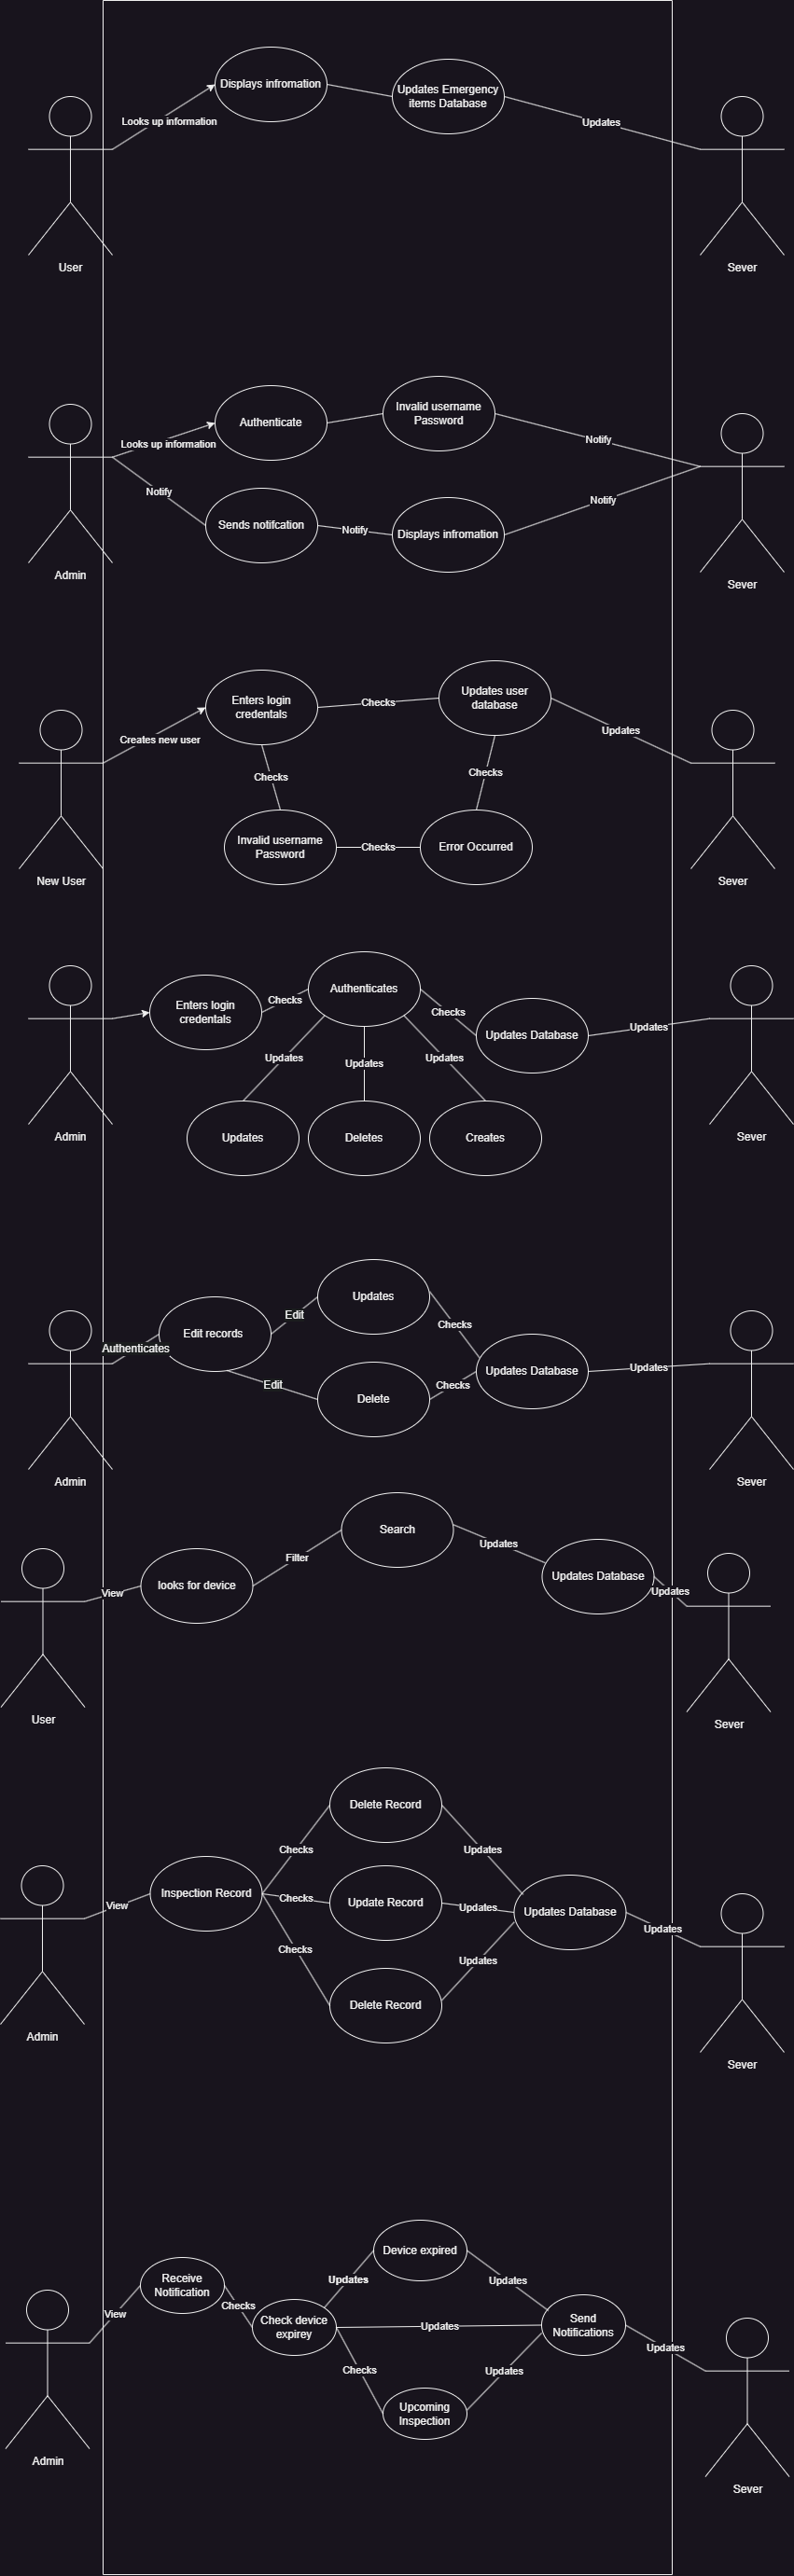 Displays infromation
Updates Emergency
items Database
Looks up information
Updates
User
Sever
Invalid username
Password
Authenticate
Looks up information
Notify
Notify
Notify
Sends notifcation
Notify
Displays infromation
Admin
Sever
Enters login
credentals
Checks
Updates user
database
Creates new user
Updates
Checks
Checks
Invalid username
Password
Checks
Error Occurred
New User
Sever
Enters login
credentals
Checks
Authenticates
Checks
Updates Database
Updates
Updates
Updates
Updates
Updates
Deletes
Creates
Admin
Sever
Updates
Edit
Edit records
Checks
Authenticates
Updates Database
Updates
Edit
Delete
Checks
Admin
Sever
Search
Updates
Filter
looks for device
View
Updates Database
Updates
User
Sever
Delete Record
Checks
Updates
Inspection Record
View
Checks
Update Record
Updates
Updates Database
Updates
Checks
Updates
Delete Record
Admin
Sever
Device expired
Receive
Notification
Updates
Updates
Checks
View
Check device
expirey
Updates
Send
Notifications
Updates
Checks
Updates
Upcoming
Inspection
Admin
Sever